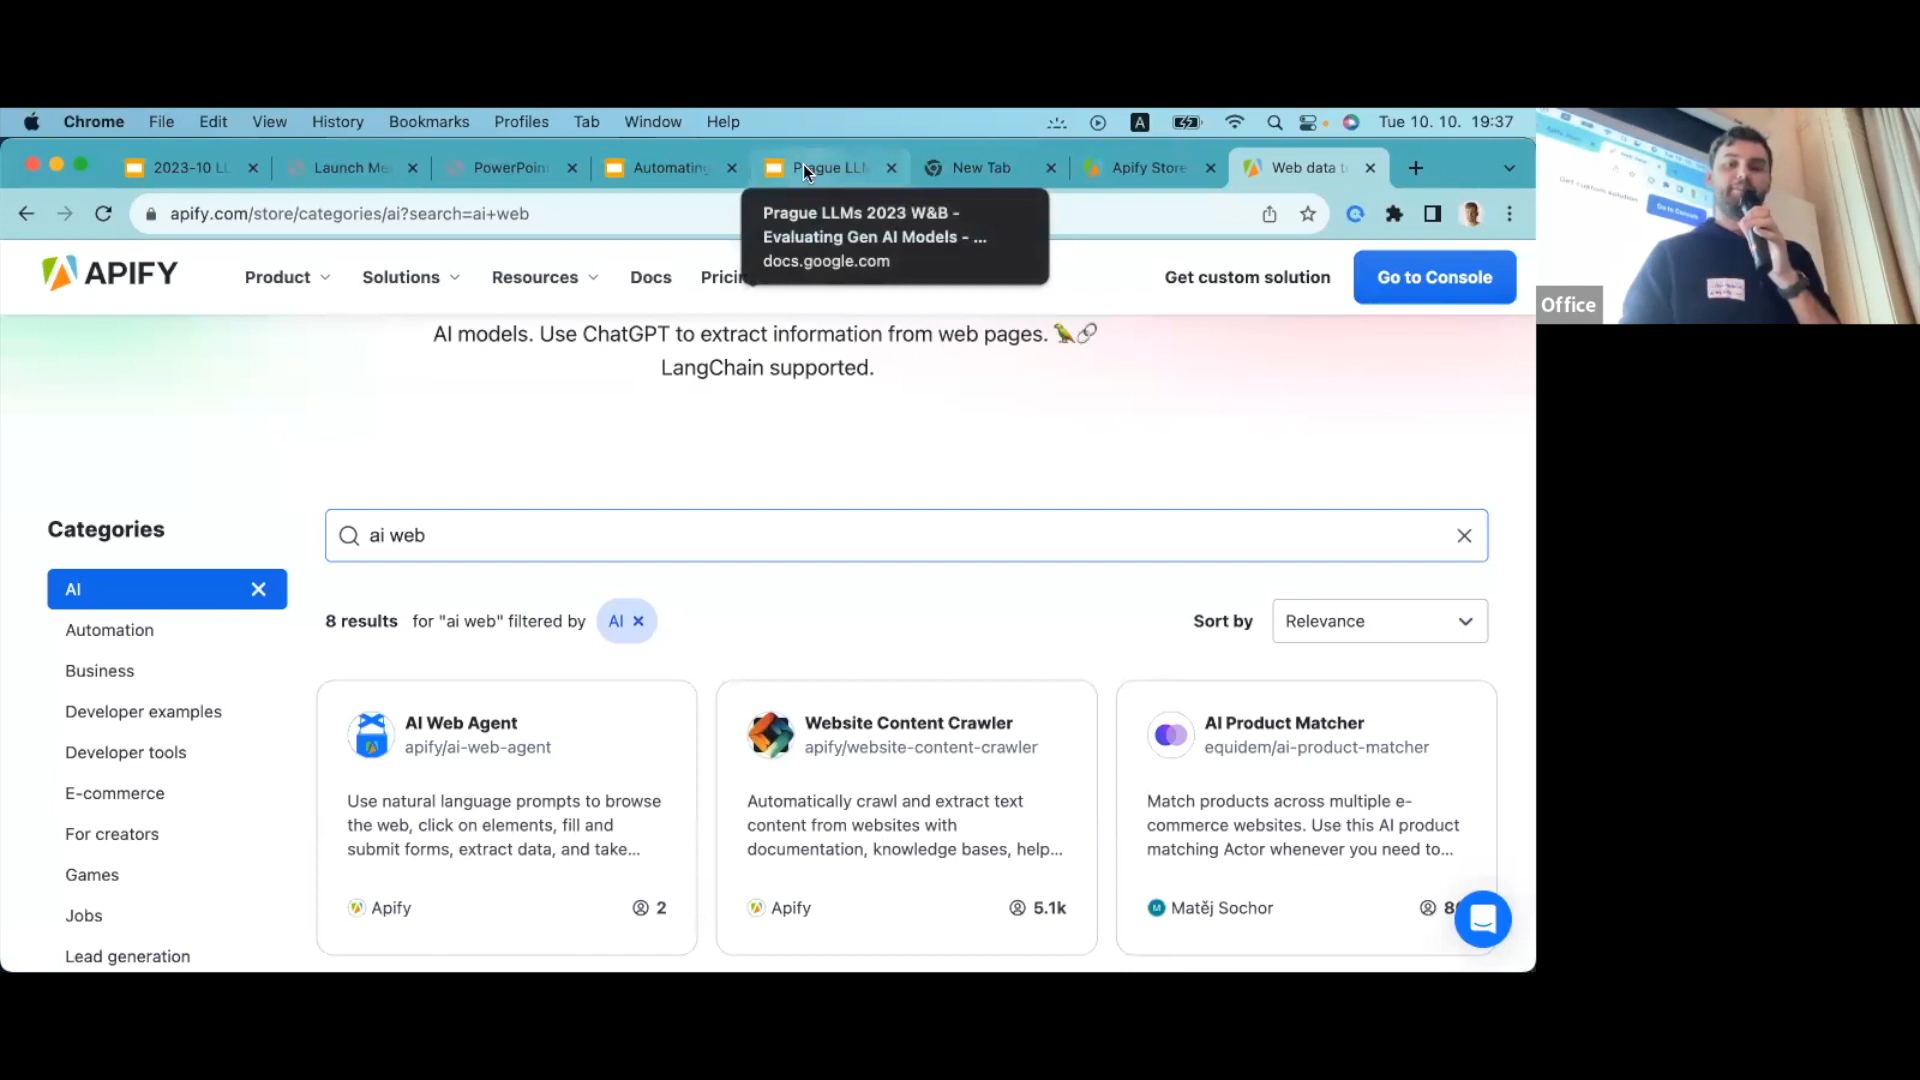 Chrome File Edit View History Bookmarks Profiles Tab Window Help
A
Tue 10. 10. 19:37
2023-10 LL
Launch Me
PowerPoin
Automating
Prague LLM
New Tab
Apify Store
Web data t
apify.com/store/categories/ai?search=ai+web
Prague LLMs 2023 W&B -
Evaluating Gen AI Models - ...
docs.google.com
APIFY
Product
Solutions
Resources
Docs
Pricin
Get custom solution
Go to Console
Get custom solution
Go to Console
Office
AI models. Use ChatGPT to extract information from web pages. 🦜🔗
LangChain supported.
Categories
AI
Automation
Business
Developer examples
Developer tools
E-commerce
For creators
Games
Jobs
Lead generation
ai web
8 results for "ai web" filtered by AI
Sort by Relevance
AI Web Agent
apify/ai-web-agent
Use natural language prompts to browse
the web, click on elements, fill and
submit forms, extract data, and take...
Apify
2
Website Content Crawler
apify/website-content-crawler
Automatically crawl and extract text
content from websites with
documentation, knowledge bases, help...
Apify
5.1k
AI Product Matcher
equidem/ai-product-matcher
Match products across multiple e-
commerce websites. Use this AI product
matching Actor whenever you need to...
M
Matěj Sochor